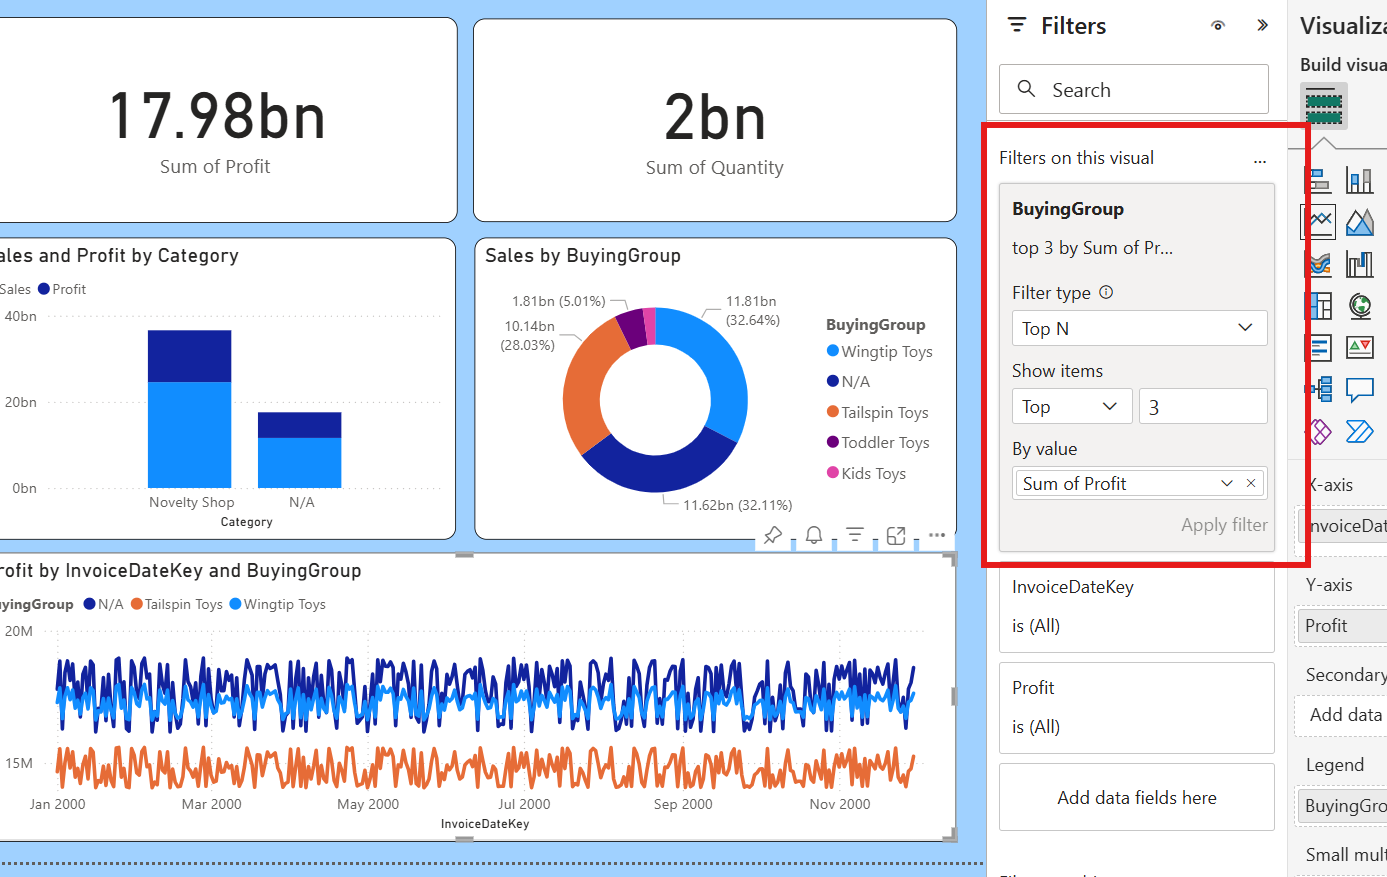 17.98bn
Sum of Profit
2bn
Sum of Quantity
ales and Profit by Category
Sales Profit
40bn
20bn
0bn
Novelty Shop N/A
Category
Sales by BuyingGroup
1.81bn (5.01%)
11.81bn
(32.64%)
10.14bn
(28.03%)
11.62bn (32.11%)
BuyingGroup
Wingtip Toys
N/A
Tailspin Toys
Toddler Toys
Kids Toys
rofit by InvoiceDateKey and BuyingGroup
uyingGroup N/A Tailspin Toys Wingtip Toys
20M
15M
Jan 2000 Mar 2000 May 2000 Jul 2000 Sep 2000 Nov 2000
InvoiceDateKey
Filters
Search
Filters on this visual
BuyingGroup
top 3 by Sum of Pr...
Filter type
Top N
Show items
Top 3
By value
Sum of Profit
Apply filter
InvoiceDateKey
is (All)
Profit
is (All)
Add data fields here
Visualiza
Build visua
X-axis
InvoiceDat
Y-axis
Profit
Secondary
Add data
Legend
BuyingGro
Small mult